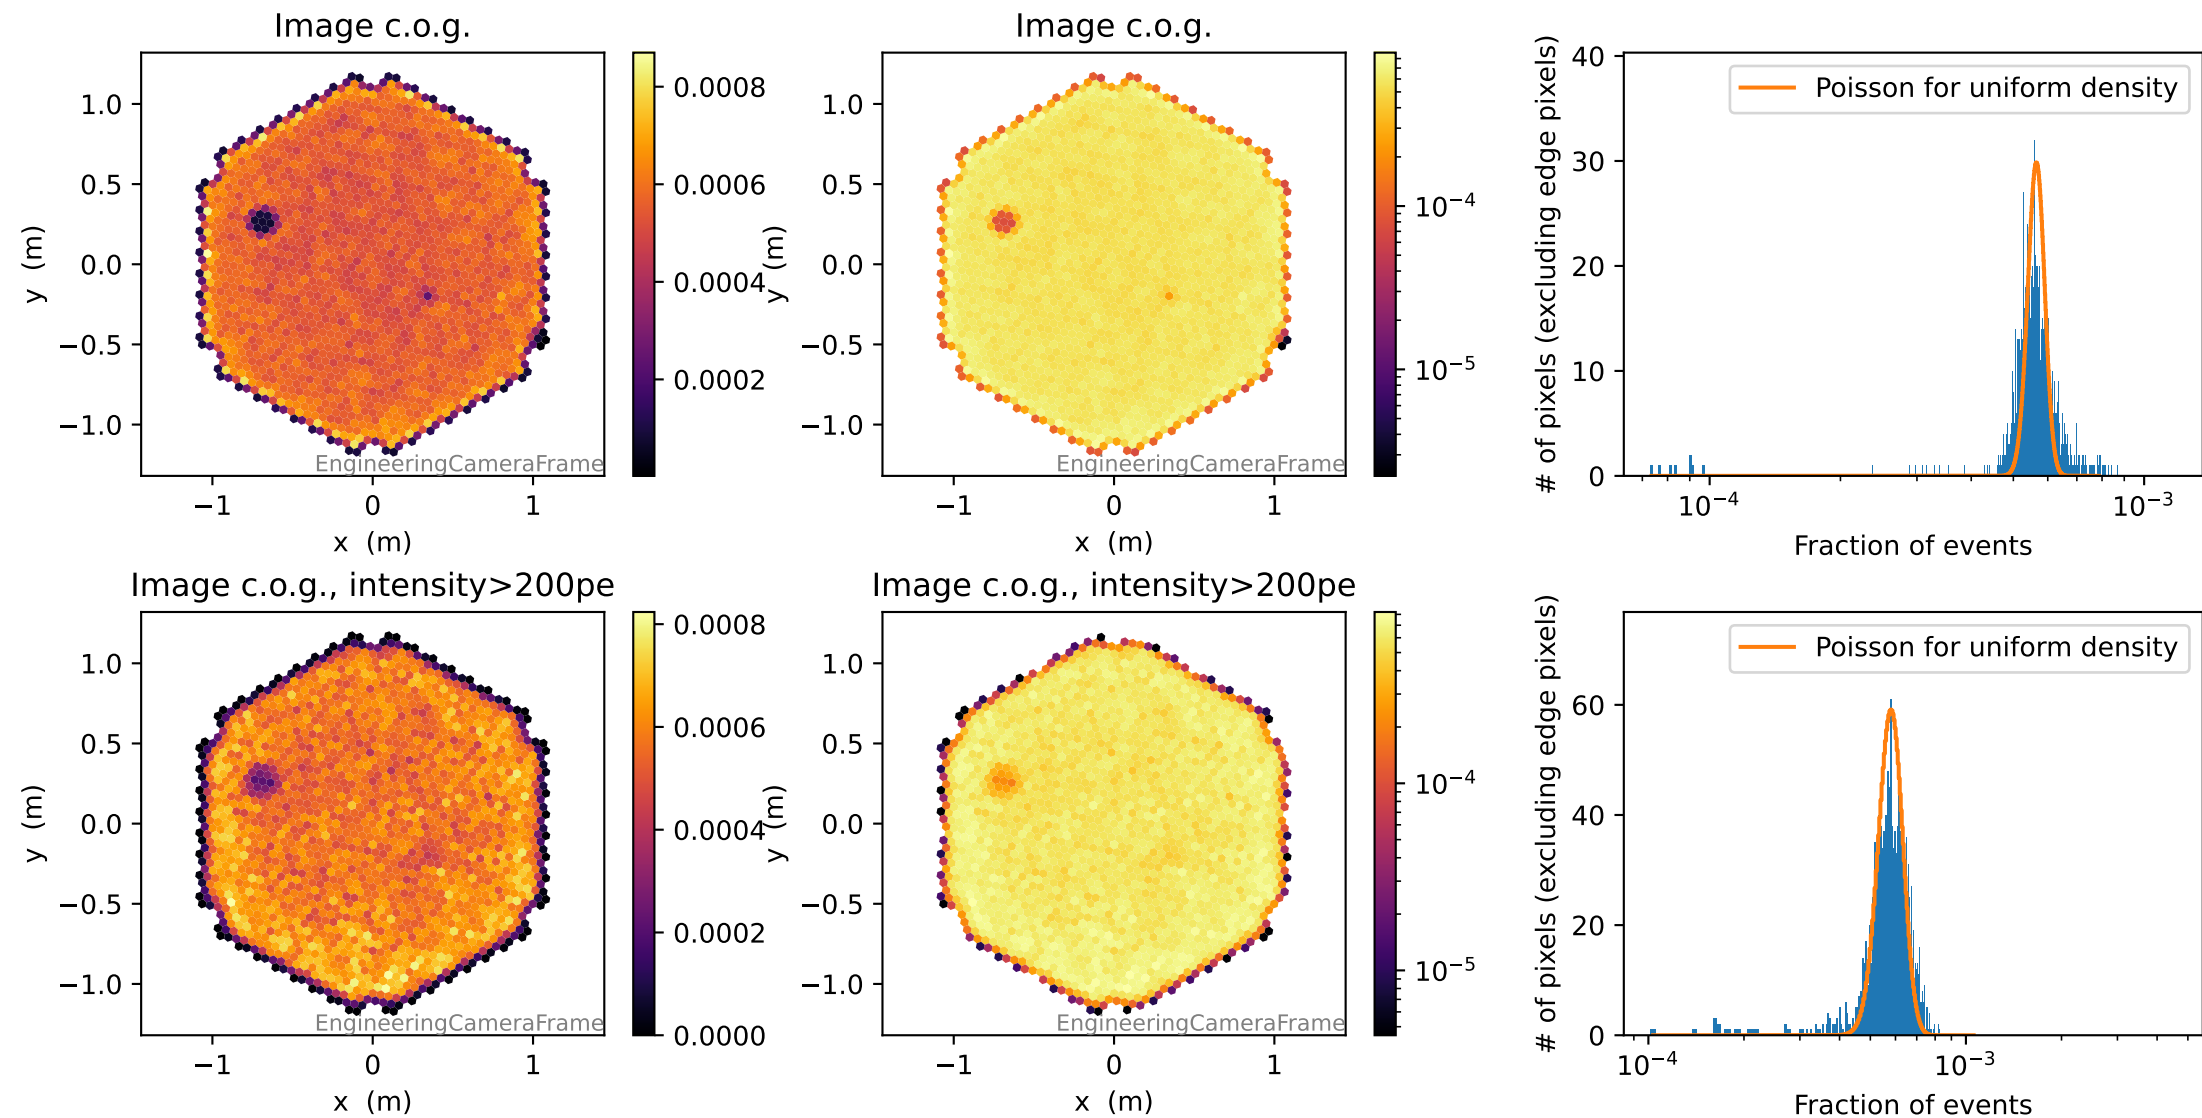 Image c.o.g.
1.0
0.5
0.0
−0.5
−1.0
y (m)
−1
0
1
x (m)
EngineeringCameraFrame
0.0008
0.0006
0.0004
0.0002
Image c.o.g.
1.0
0.5
0.0
−0.5
−1.0
y (m)
−1
0
1
x (m)
EngineeringCameraFrame
10⁻⁴
10⁻⁵
# of pixels (excluding edge pixels)
40
30
20
10
0
Poisson for uniform density
10⁻⁴
10⁻³
Fraction of events
Image c.o.g., intensity>200pe
1.0
0.5
0.0
−0.5
−1.0
y (m)
−1
0
1
x (m)
EngineeringCameraFrame
0.0008
0.0006
0.0004
0.0002
0.0000
Image c.o.g., intensity>200pe
1.0
0.5
0.0
−0.5
−1.0
y (m)
−1
0
1
x (m)
EngineeringCameraFrame
10⁻⁴
10⁻⁵
# of pixels (excluding edge pixels)
60
40
20
0
Poisson for uniform density
10⁻⁴
10⁻³
Fraction of events